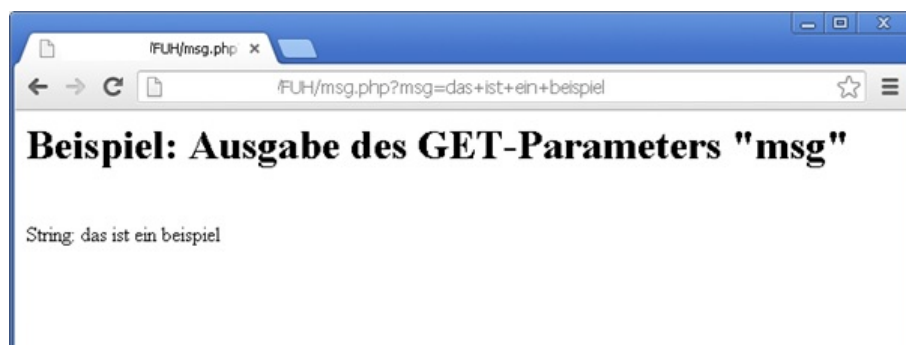 /FUH/msg.php
/FUH/msg.php?msg=das+ist+ein+beispiel
Beispiel: Ausgabe des GET-Parameters "msg"
String: das ist ein beispiel